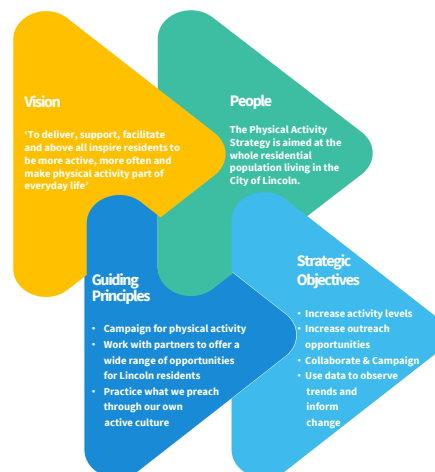 Vision
'To deliver, support, facilitate
and above all inspire residents to
be more active, more often and
make physical activity part of
everyday life'
People
The Physical Activity
Strategy is aimed at the
whole residential
population living in the
City of Lincoln.
Guiding
Principles
• Campaign for physical activity
• Work with partners to offer a
wide range of opportunities
for Lincoln residents
• Practice what we preach
through our own
active culture
Strategic
Objectives
• Increase activity levels
• Increase outreach
opportunities
• Collaborate & Campaign
• Use data to observe
trends and
inform
change